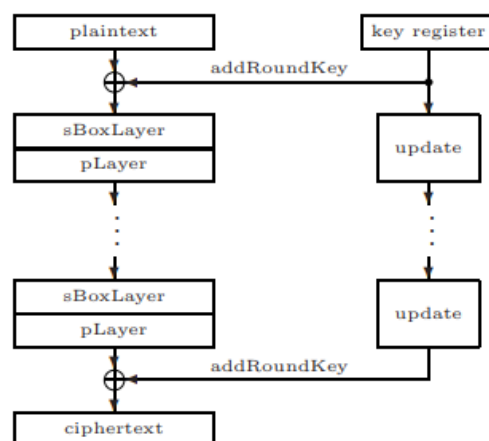 plaintext
key register
addRoundKey
sBoxLayer
pLayer
update
sBoxLayer
pLayer
update
addRoundKey
ciphertext